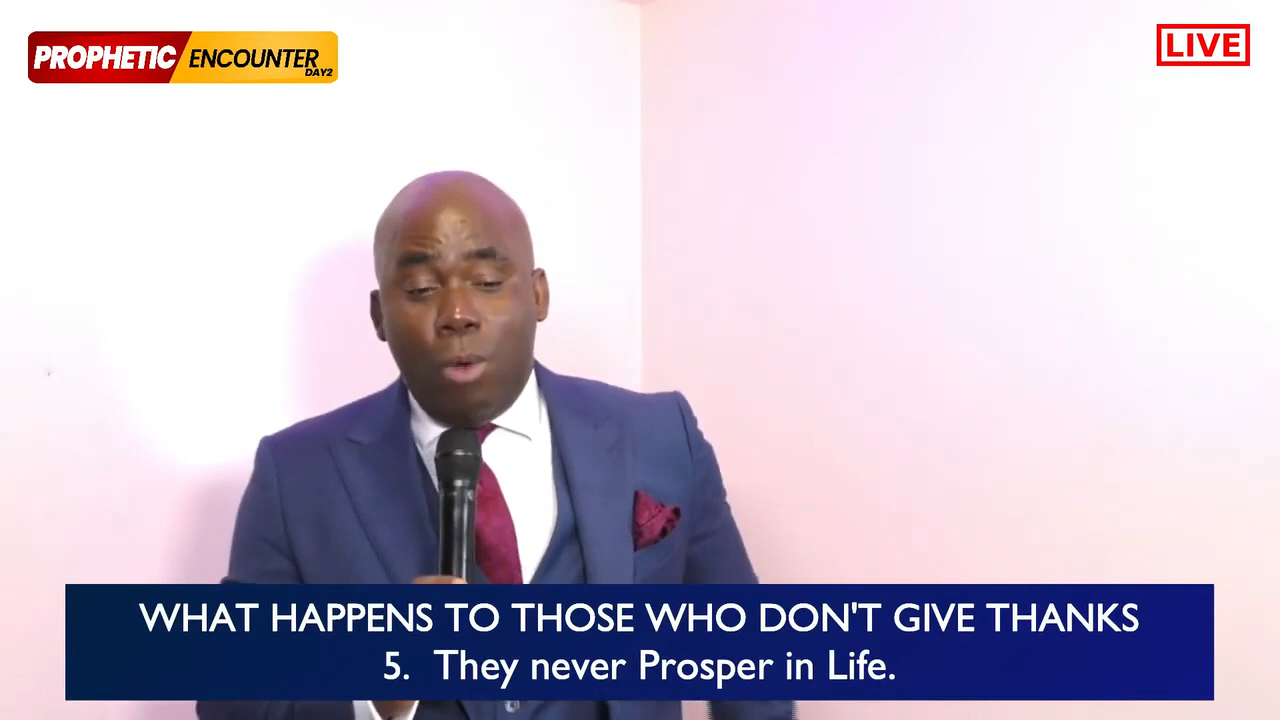 PROPHETIC ENCOUNTER
DAY2
LIVE
WHAT HAPPENS TO THOSE WHO DON'T GIVE THANKS
5. They never Prosper in Life.